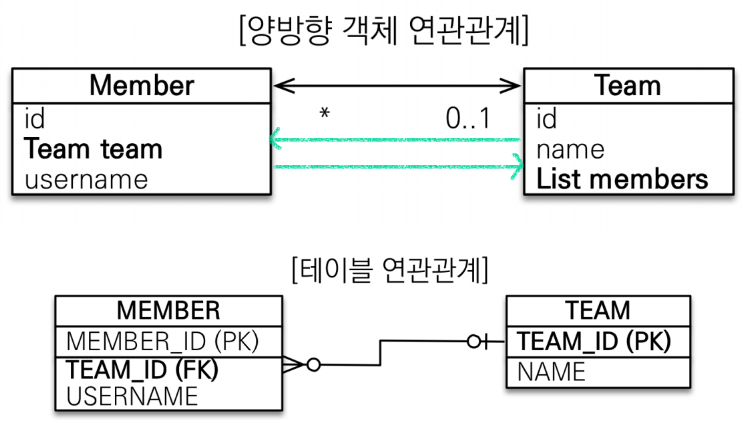 [양방향 객체 연관관계]
Member
Team
id
Team team
username
*
0..1
id
name
List members
[테이블 연관관계]
MEMBER
MEMBER_ID (PK)
TEAM_ID (FK)
USERNAME
TEAM
TEAM_ID (PK)
NAME